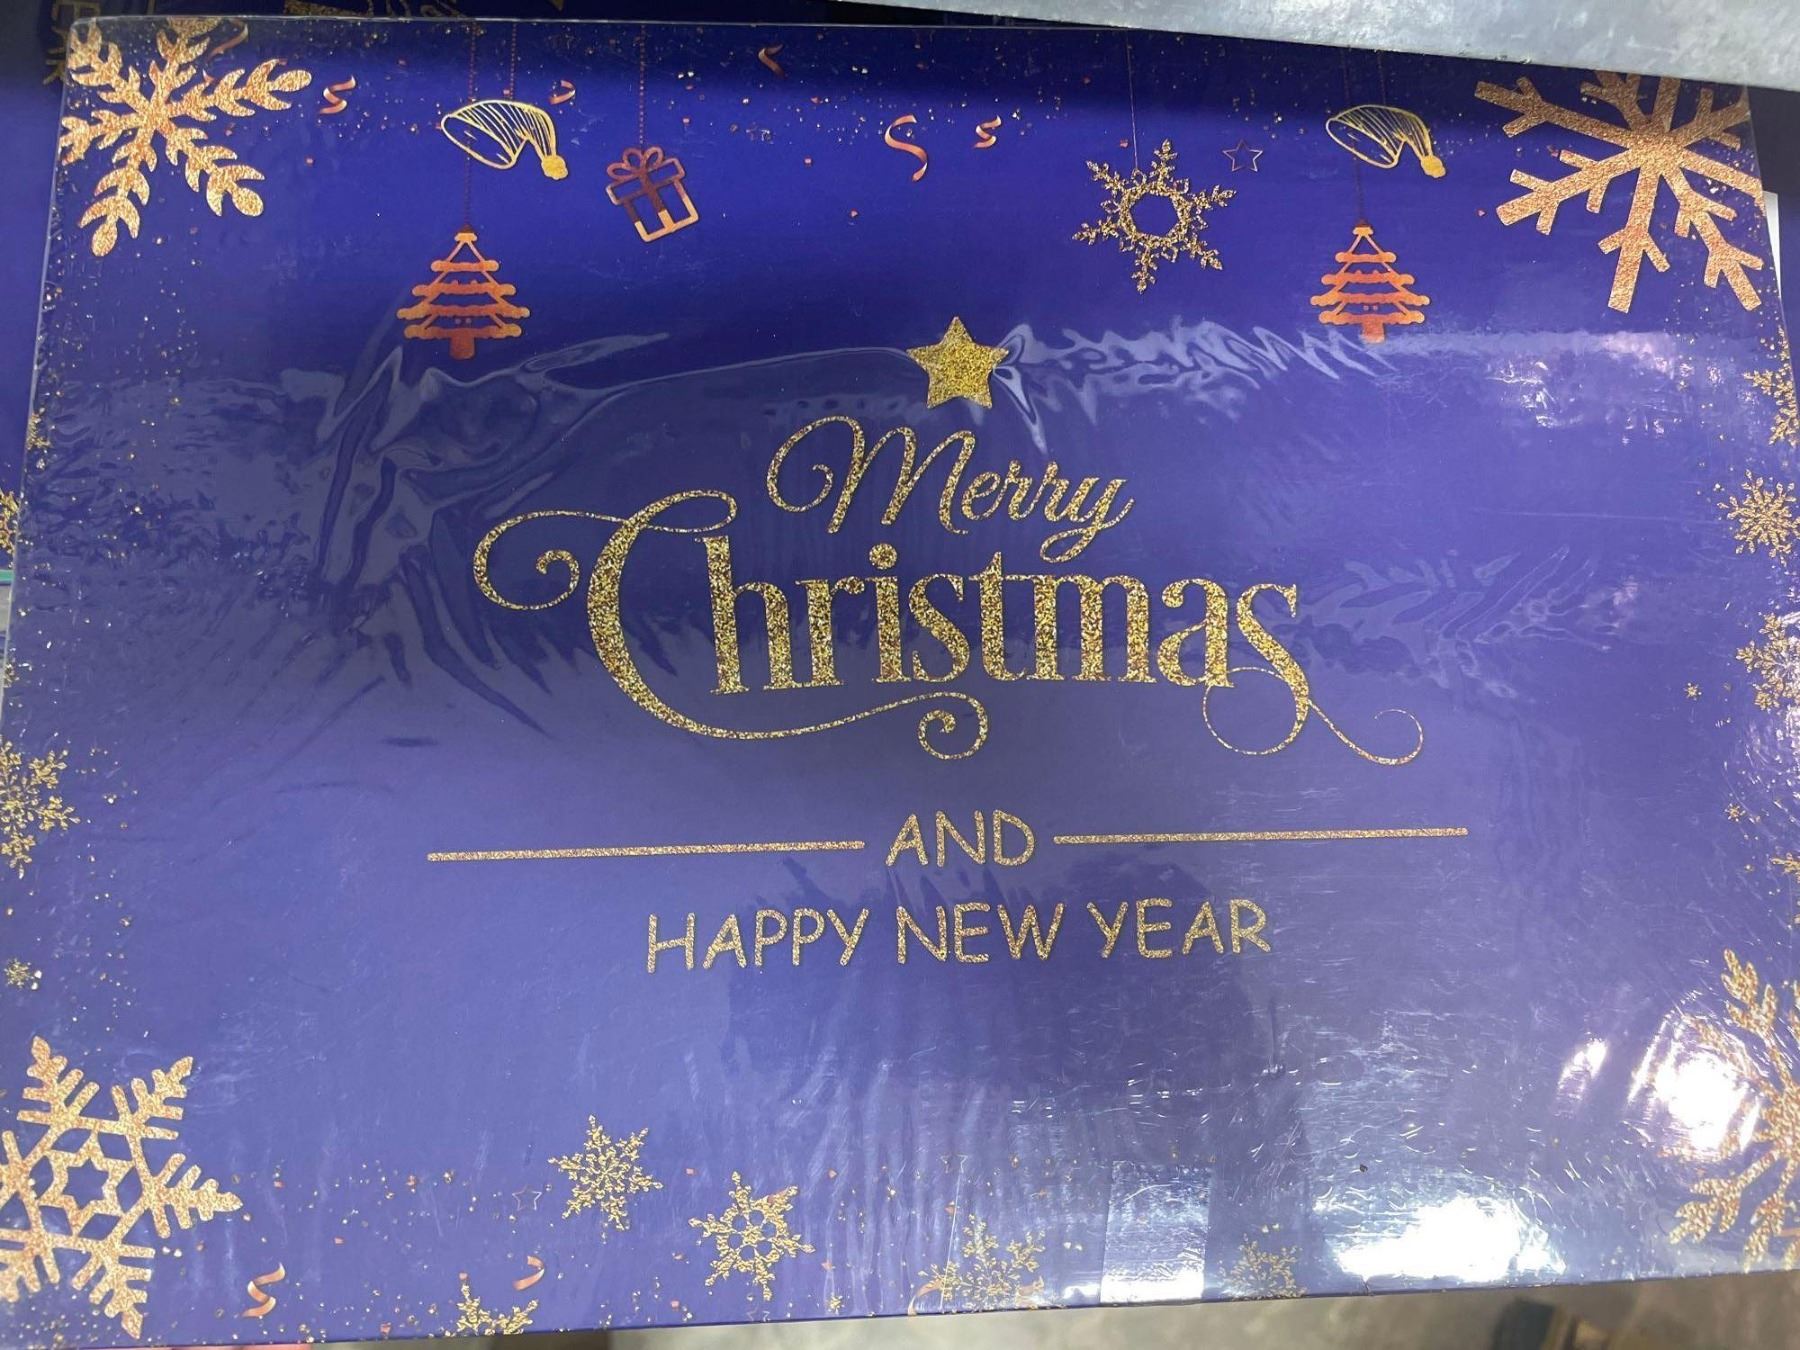 Merry
Christmas
AND
HAPPY NEW YEAR